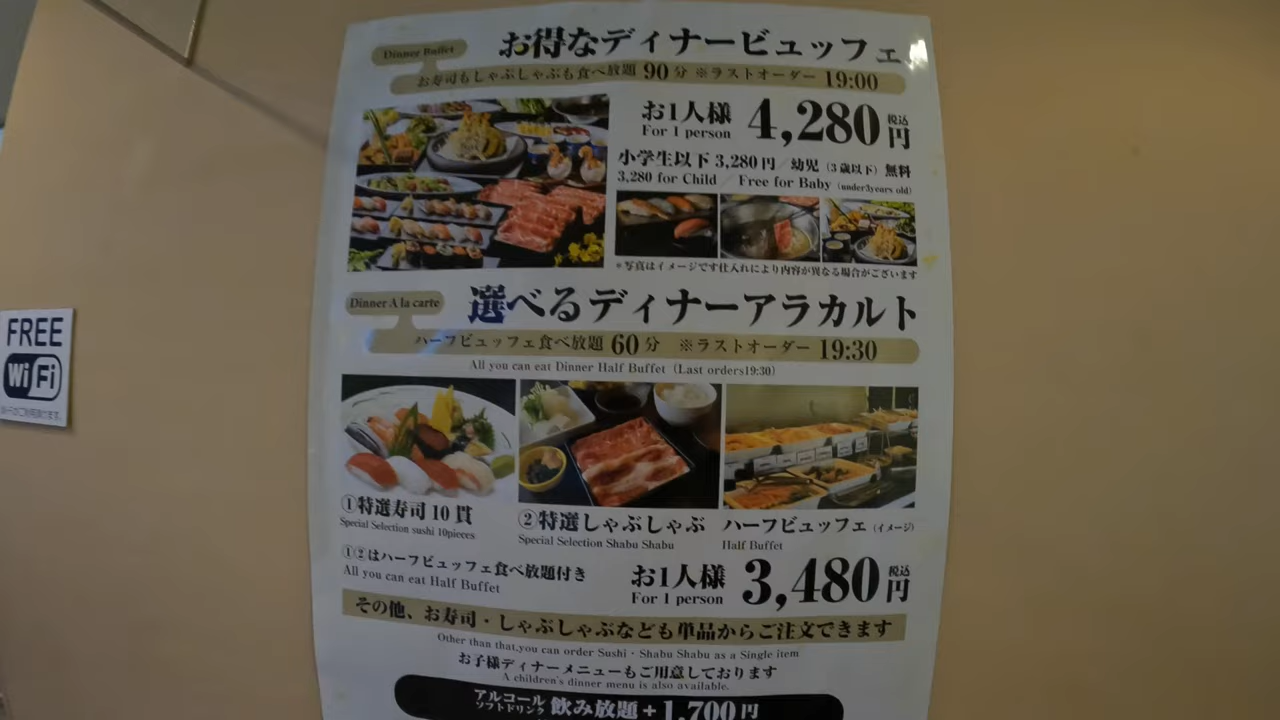 Dinner Buffet
お得なディナービュッフェ
お寿司もしゃぶしゃぶも食べ放題 90分 ※ラストオーダー 19:00
お1人様 4,280円 税込
For 1 person
小学生以下 3,280円／幼児（3歳以下）無料
3,280 for Child ／ Free for Baby (under3years old)
＊写真はイメージです仕入れにより内容が異なる場合がございます
Dinner A la carte
選べるディナーアラカルト
ハーフビュッフェ食べ放題 60分 ※ラストオーダー 19:30
All you can eat Dinner Half Buffet (Last orders19:30)
FREE
Wi Fi
①特選寿司10貫
Special Selection sushi 10pieces
②特選しゃぶしゃぶ
Special Selection Shabu Shabu
ハーフビュッフェ（イメージ）
Half Buffet
①②はハーフビュッフェ食べ放題付き
All you can eat Half Buffet
お1人様 3,480円 税込
For 1 person
その他、お寿司・しゃぶしゃぶなども単品からご注文できます
Other than that,you can order Sushi・Shabu Shabu as a Single item
お子様ディナーメニューもご用意しております
A children's dinner menu is also available.
アルコール
ソフトドリンク 飲み放題＋1,700円